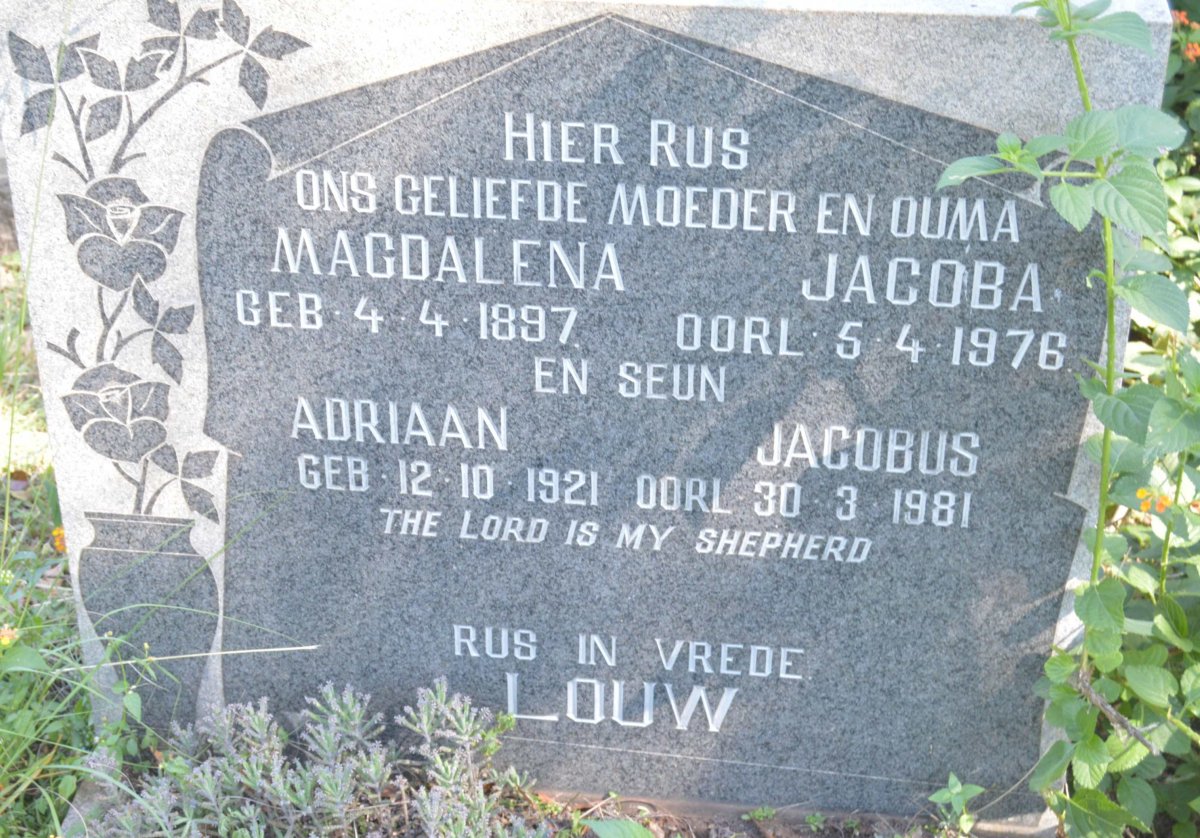 HIER RUS
ONS GELIEFDE MOEDER EN OUMA
MAGDALENA JACOBA
GEB · 4 · 4 · 1897. OORL · 5 · 4 · 1976
EN SEUN
ADRIAAN JACOBUS
GEB · 12 · 10 · 1921 OORL 30 · 3 · 1981
THE LORD IS MY SHEPHERD
RUS IN VREDE.
LOUW